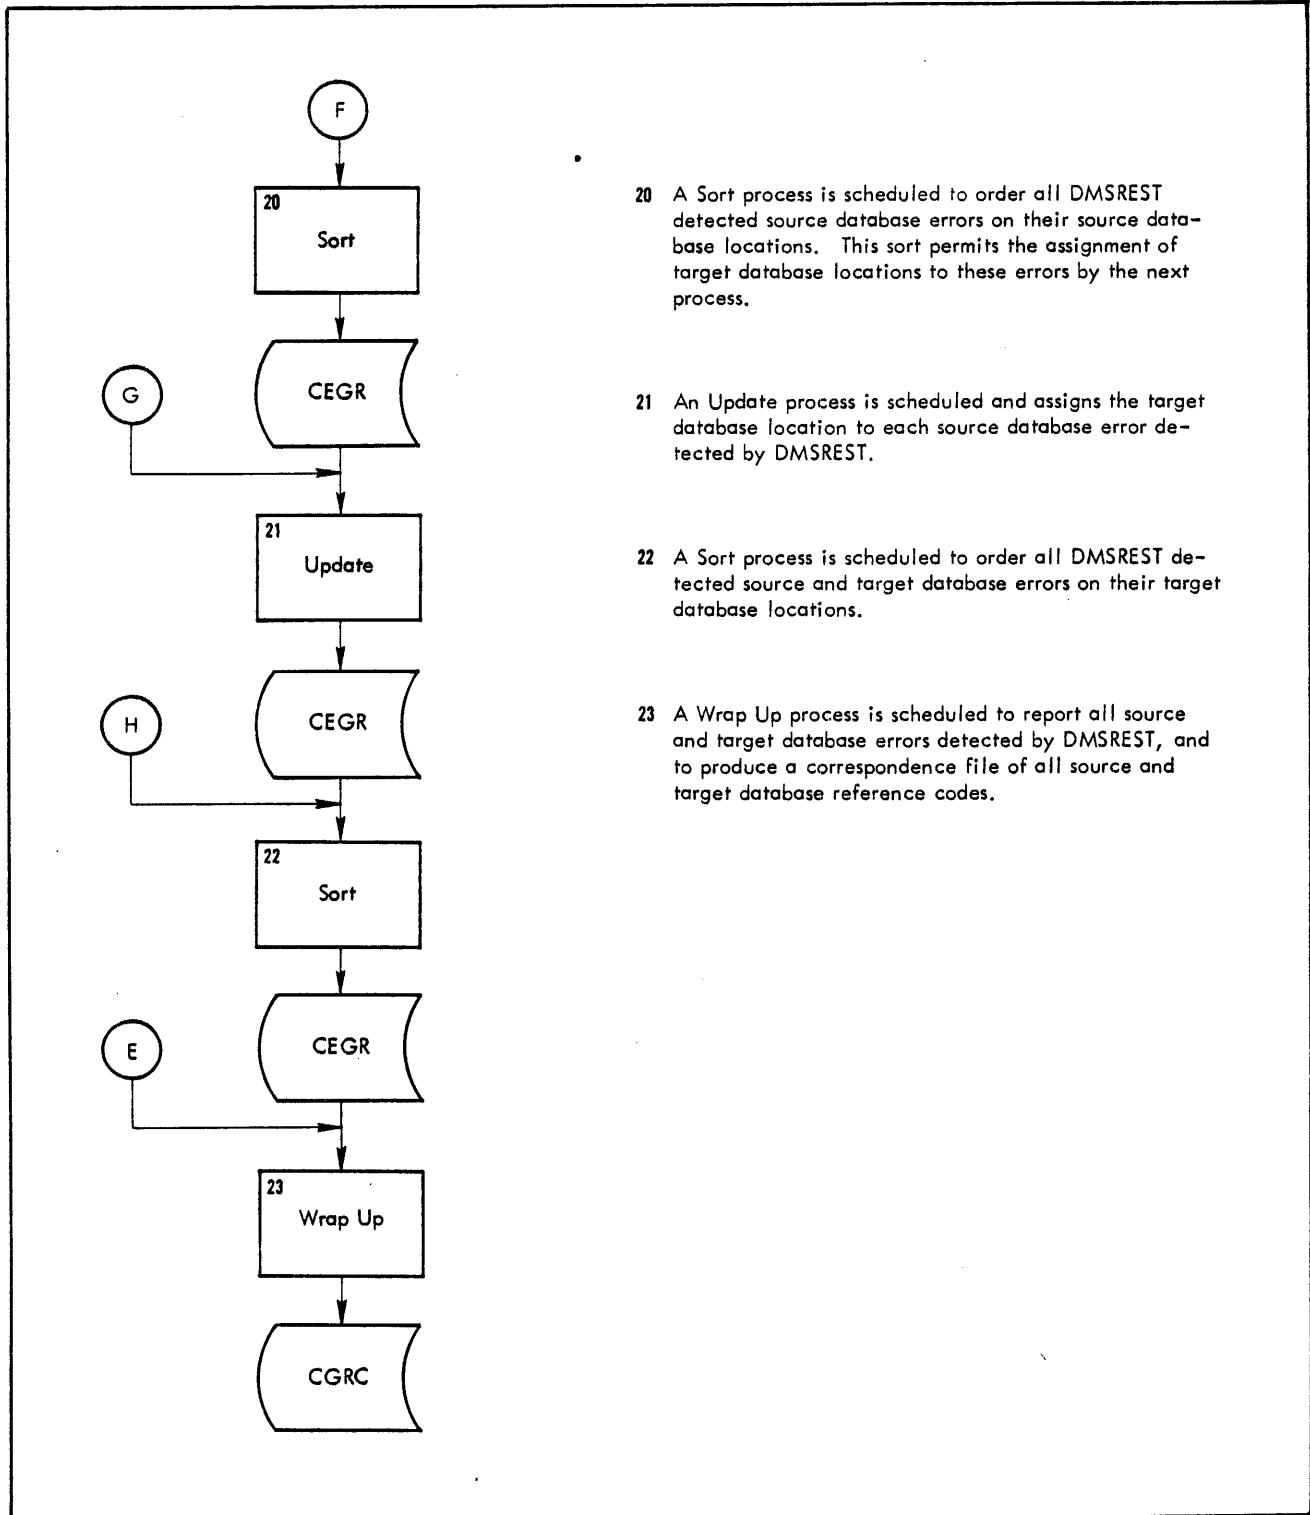 F
20
Sort
CEGR
G
21
Update
CEGR
H
22
Sort
CEGR
E
23
Wrap Up
CGRC
20 A Sort process is scheduled to order all DMSREST
detected source database errors on their source data-
base locations. This sort permits the assignment of
target database locations to these errors by the next
process.
21 An Update process is scheduled and assigns the target
database location to each source database error de-
tected by DMSREST.
22 A Sort process is scheduled to order all DMSREST de-
tected source and target database errors on their target
database locations.
23 A Wrap Up process is scheduled to report all source
and target database errors detected by DMSREST, and
to produce a correspondence file of all source and
target database reference codes.